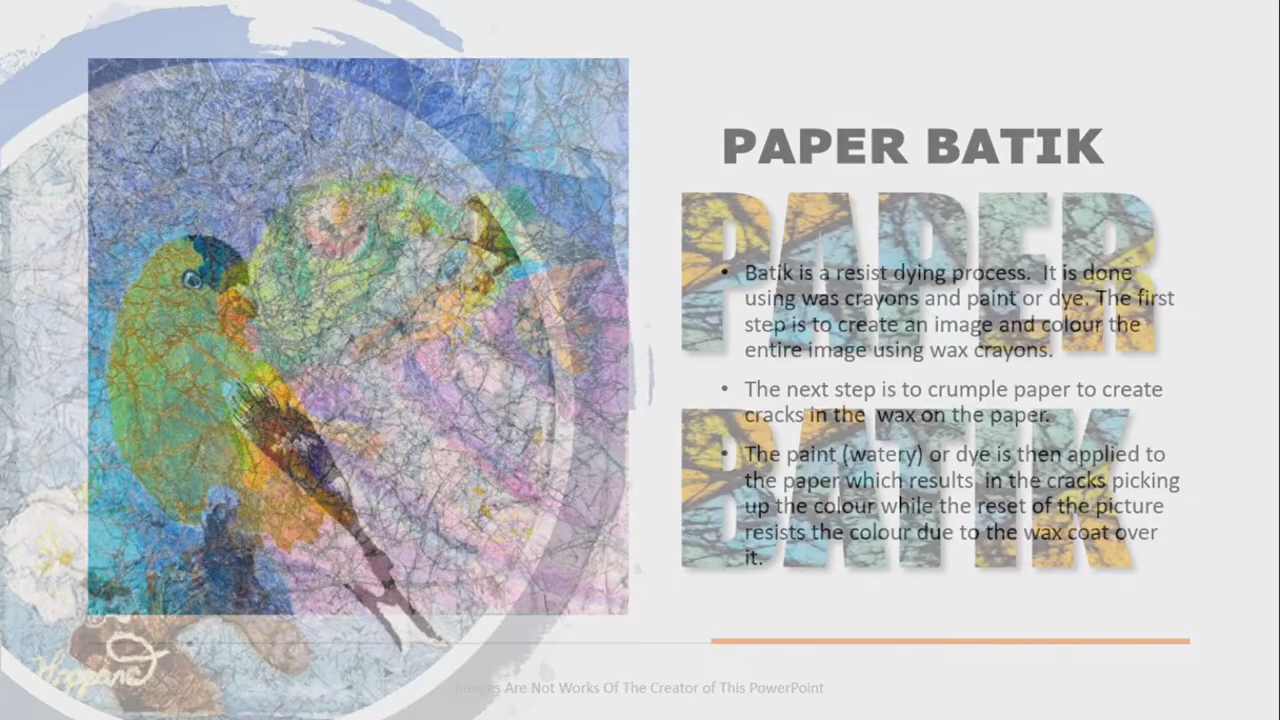 PAPER BATIK
PAPER
BATIK
• Batik is a resist dying process.  It is done
using was crayons and paint or dye. The first
step is to create an image and colour the
entire image using wax crayons.
• The next step is to crumple paper to create
cracks in the  wax on the paper.
• The paint (watery) or dye is then applied to
the paper which results  in the cracks picking
up the colour while the reset of the picture
resists the colour due to the wax coat over
it.
Images Are Not Works Of The Creator of This PowerPoint